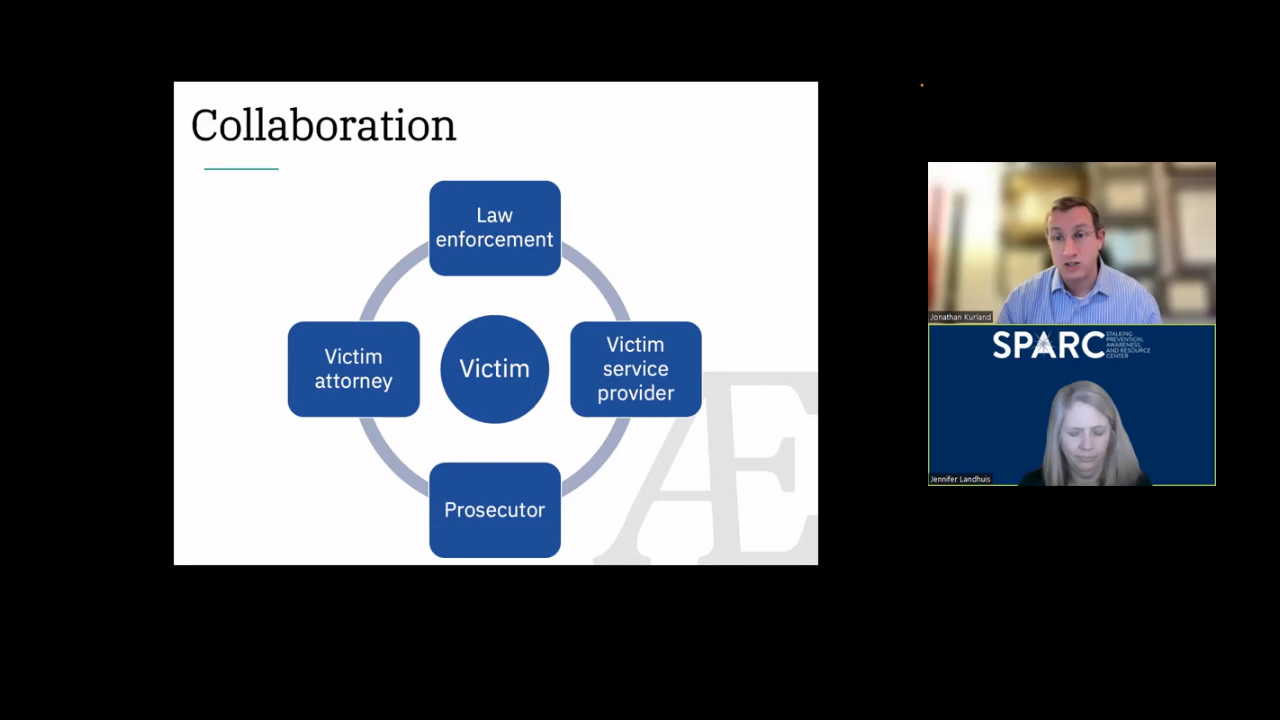 Collaboration
Law
enforcement
Victim
attorney
Victim
Victim
service
provider
Prosecutor
Æ
Jonathan Kurland
SPARC
STALKING
PREVENTION,
AWARENESS,
AND RESOURCE
CENTER
Jennifer Landhuis